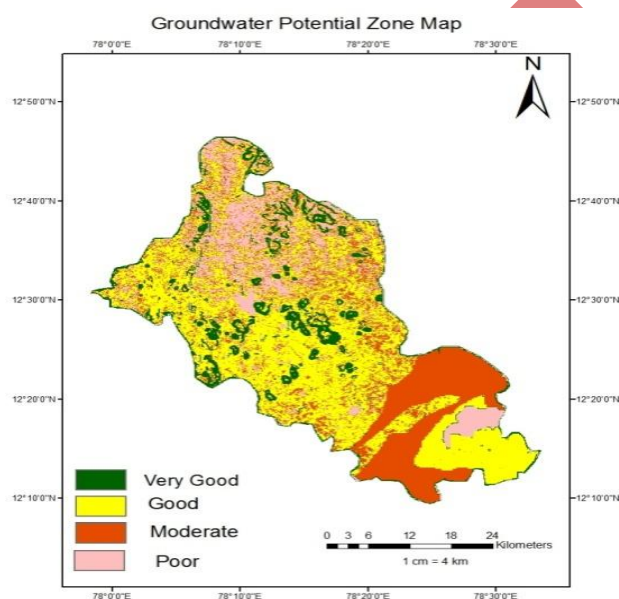 Groundwater Potential Zone Map
78°0'0"E 78°10'0"E 78°20'0"E 78°30'0"E
N
12°50'0"N 12°50'0"N
12°40'0"N 12°40'0"N
12°30'0"N 12°30'0"N
12°20'0"N 12°20'0"N
12°10'0"N 12°10'0"N
Very Good
Good
Moderate
Poor
0 3 6 12 18 24
Kilometers
1 cm = 4 km
78°0'0"E 78°10'0"E 78°20'0"E 78°30'0"E